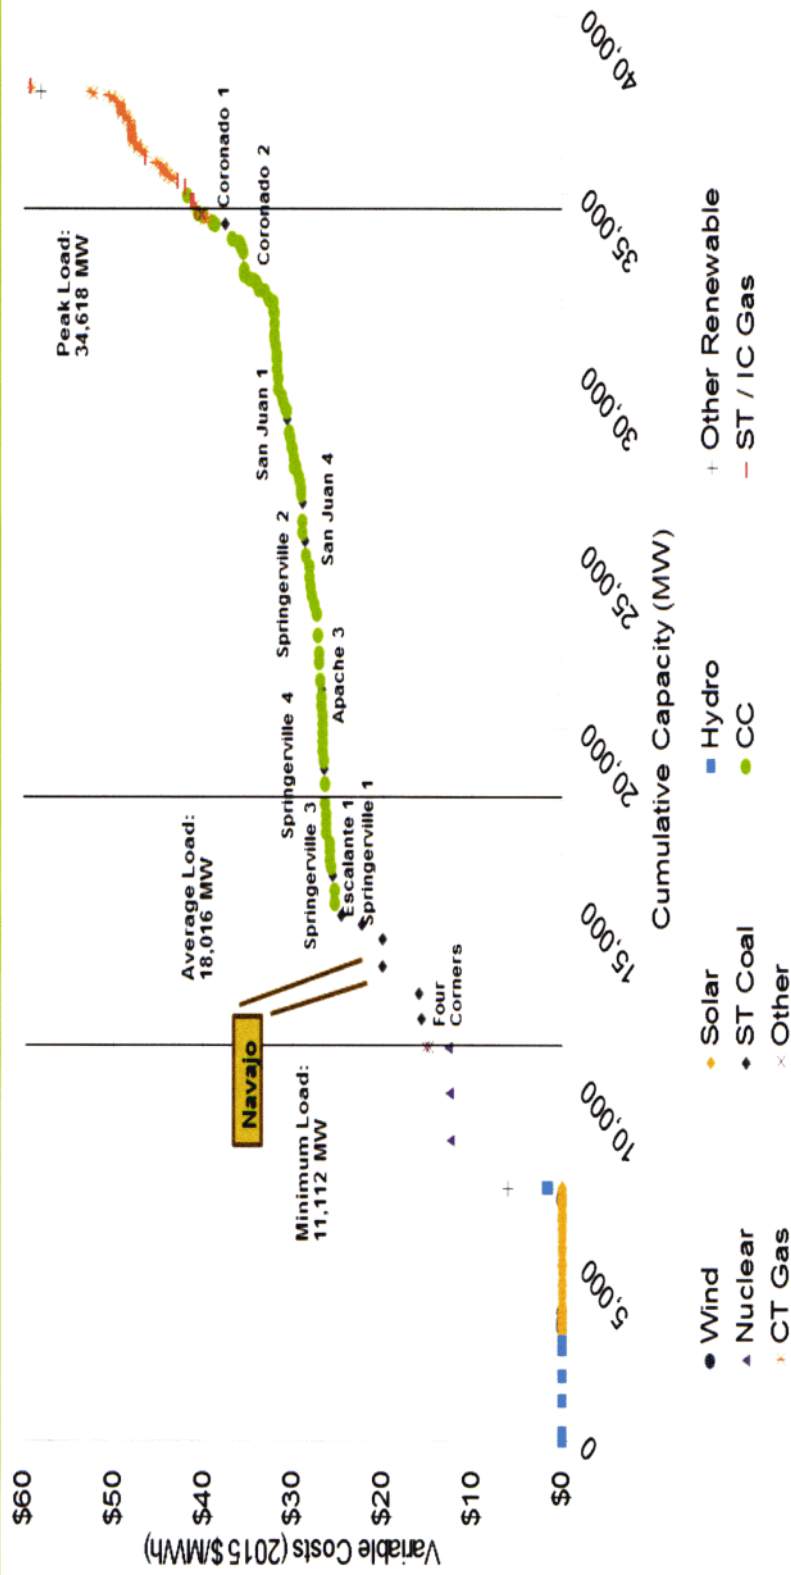 Variable Costs (2015 $/MWh)
$60
$50
$40
$30
$20
$10
$0
Navajo
Minimum Load:
11,112 MW
Average Load:
18,016 MW
Peak Load:
34,618 MW
Four
Corners
Springerville 1
Escalante 1
Springerville 3
Springerville 4
Apache 3
Springerville 2
San Juan 4
San Juan 1
Coronado 2
Coronado 1
0
5,000
10,000
15,000
20,000
25,000
30,000
35,000
40,000
Cumulative Capacity (MW)
Wind
Solar
Hydro
Other Renewable
Nuclear
ST Coal
CC
ST / IC Gas
CT Gas
Other